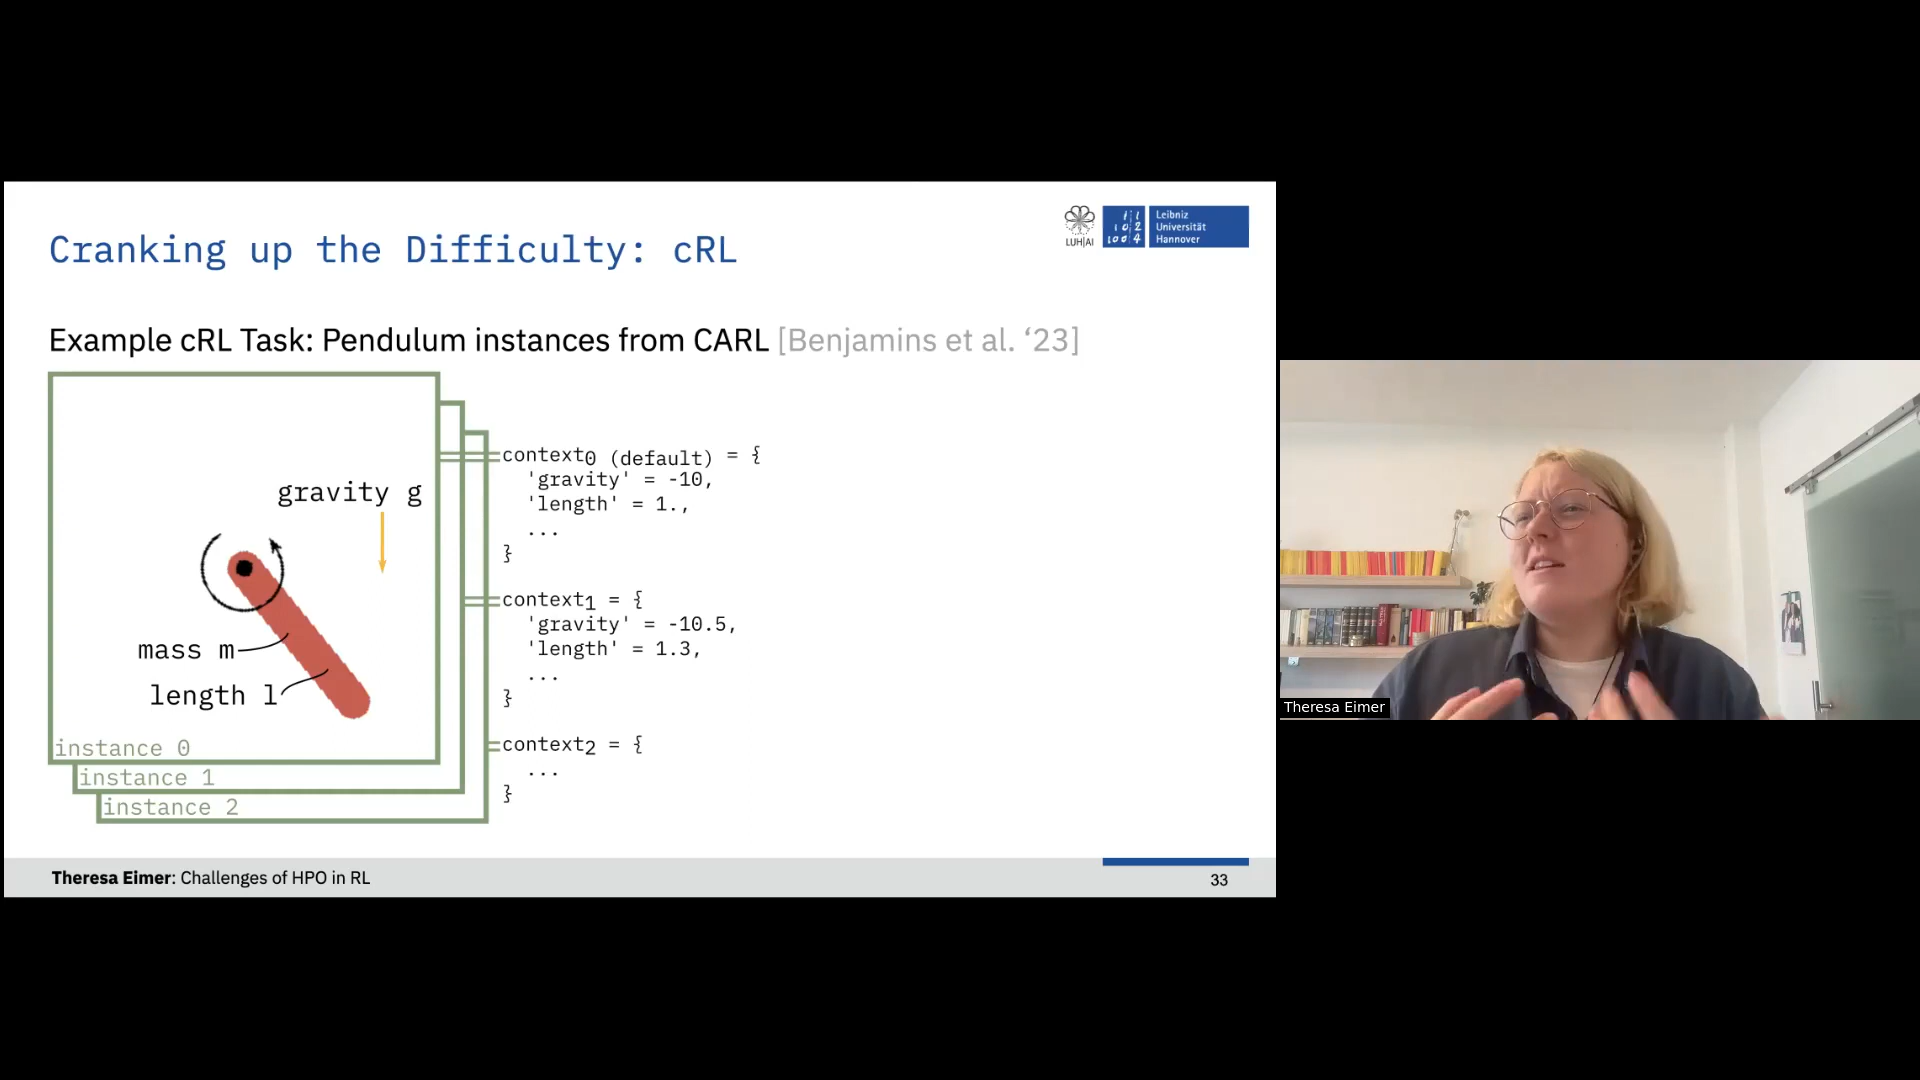 Cranking up the Difficulty: cRL
LUH|AI
Leibniz
Universität
Hannover
Example cRL Task: Pendulum instances from CARL [Benjamins et al. ‘23]
gravity g
mass m
length l
instance 0
instance 1
instance 2
context0 (default) = {
'gravity' = -10,
'length' = 1.,
...
}
context1 = {
'gravity' = -10.5,
'length' = 1.3,
...
}
context2 = {
...
}
Theresa Eimer: Challenges of HPO in RL
33
Theresa Eimer